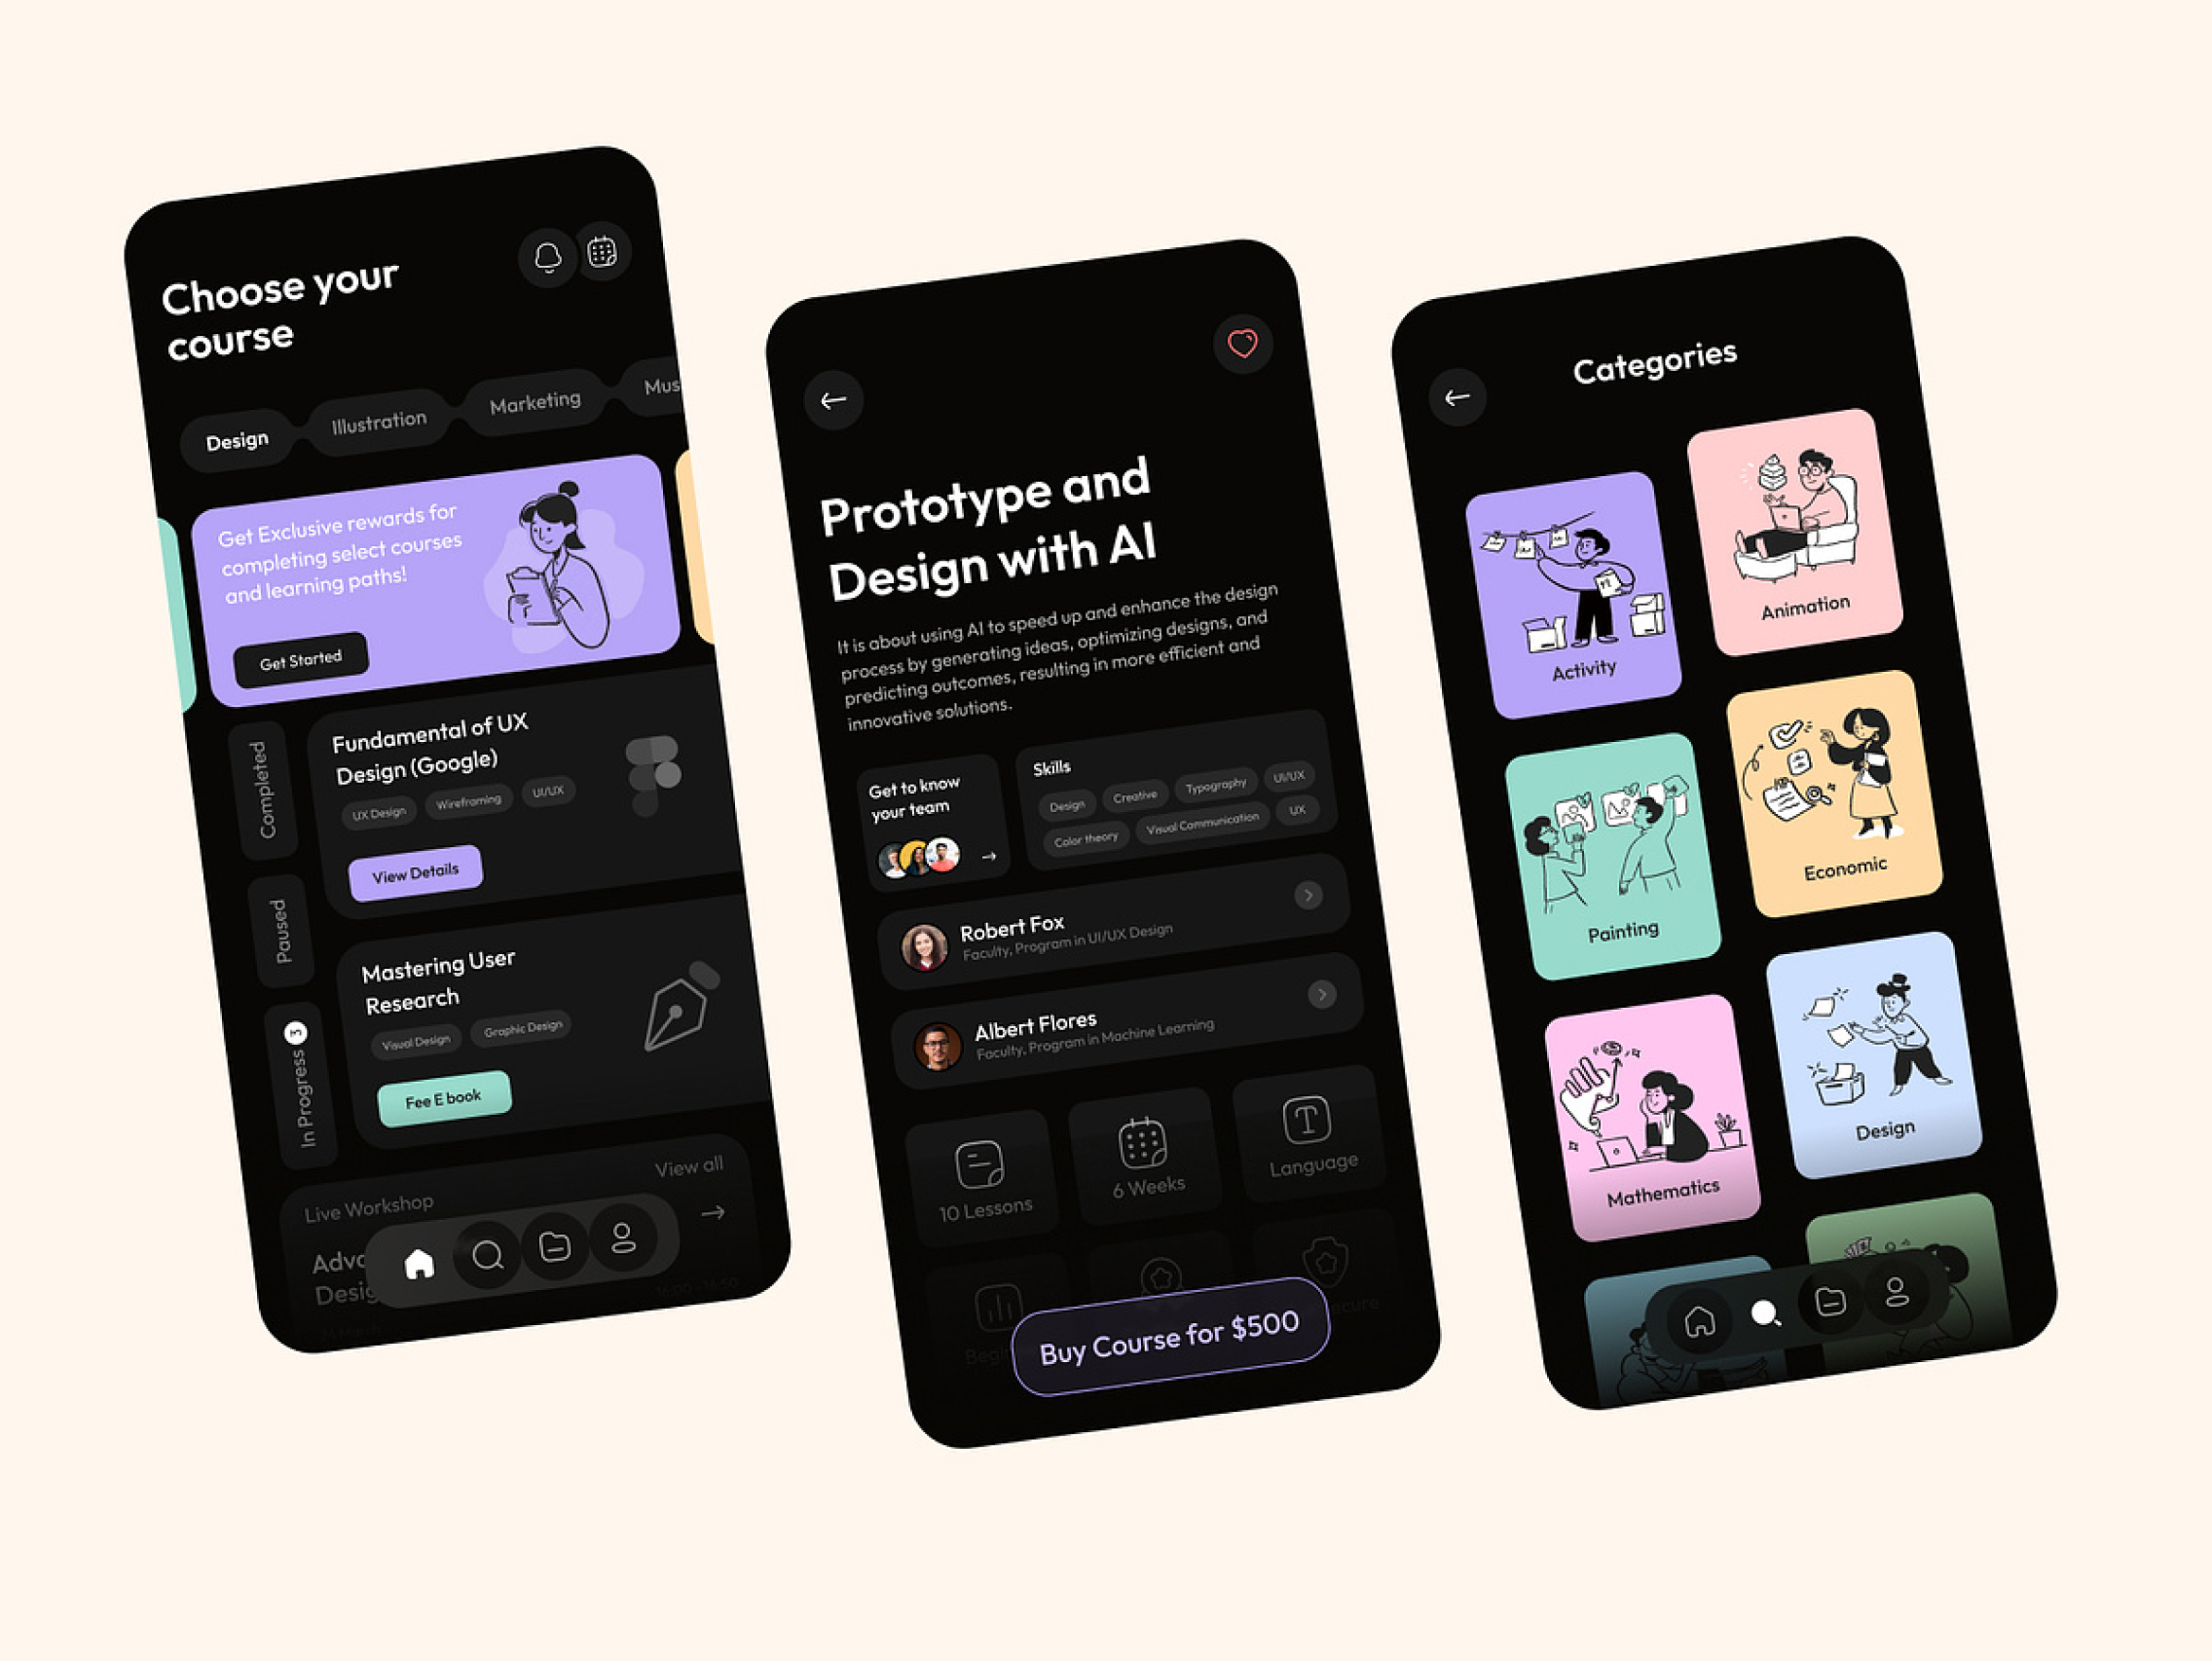 Choose your
course
Design
Illustration
Marketing
Mus
Get Exclusive rewards for
completing select courses
and learning paths!
Get Started
Completed
Paused
In Progress 3
Fundamental of UX
Design (Google)
UX Design
Wireframing
UI/UX
View Details
Mastering User
Research
Visual Design
Graphic Design
Fee E book
Live Workshop
View all
Adva
Desig
Prototype and
Design with AI
It is about using AI to speed up and enhance the design
process by generating ideas, optimizing designs, and
predicting outcomes, resulting in more efficient and
innovative solutions.
Get to know
your team
Skills
Design
Creative
Typography
UI/UX
Color theory
Visual Communication
UX
Robert Fox
Faculty, Program in UI/UX Design
Albert Flores
Faculty, Program in Machine Learning
10 Lessons
6 Weeks
Language
Buy Course for $500
Categories
Activity
Animation
Painting
Economic
Mathematics
Design